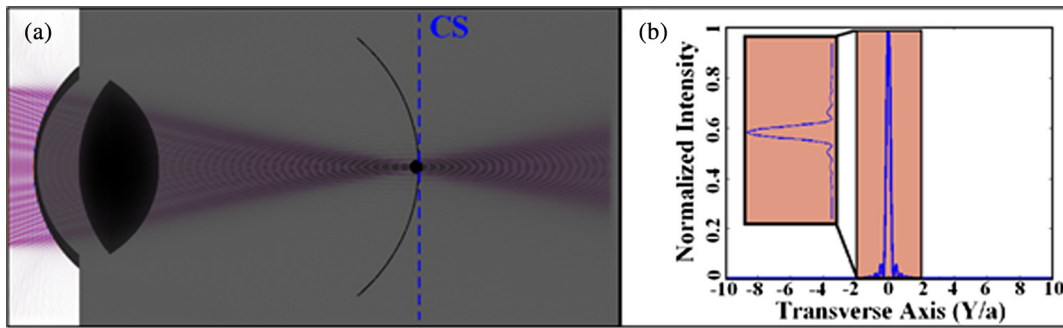 (a)
CS
(b)
Normalized Intensity
1
0.8
0.6
0.4
0.2
0
-10 -8 -6 -4 -2 0 2 4 6 8 10
Transverse Axis (Y/a)